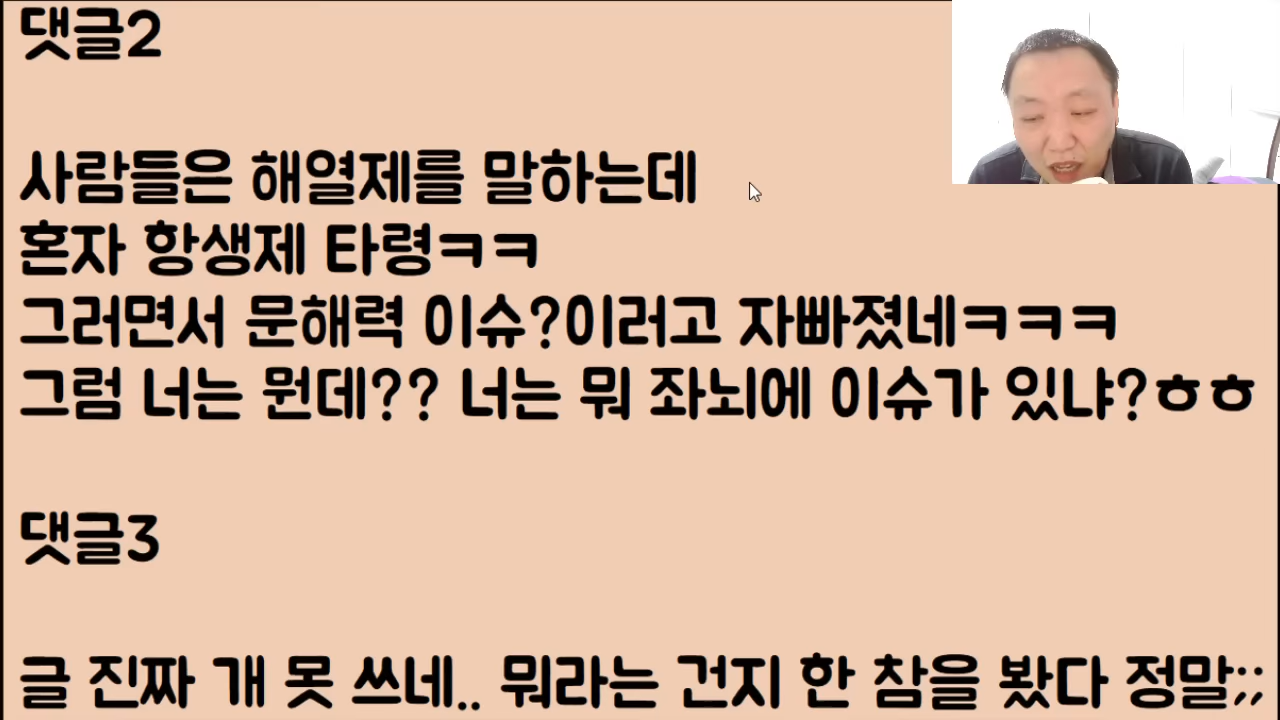 댓글2
사람들은 해열제를 말하는데
혼자 항생제 타령ㅋㅋ
그러면서 문해력 이슈?이러고 자빠졌네ㅋㅋㅋ
그럼 너는 뭔데?? 너는 뭐 좌뇌에 이슈가 있냐?ㅎㅎ
댓글3
글 진짜 개 못 쓰네.. 뭐라는 건지 한 참을 봤다 정말;;